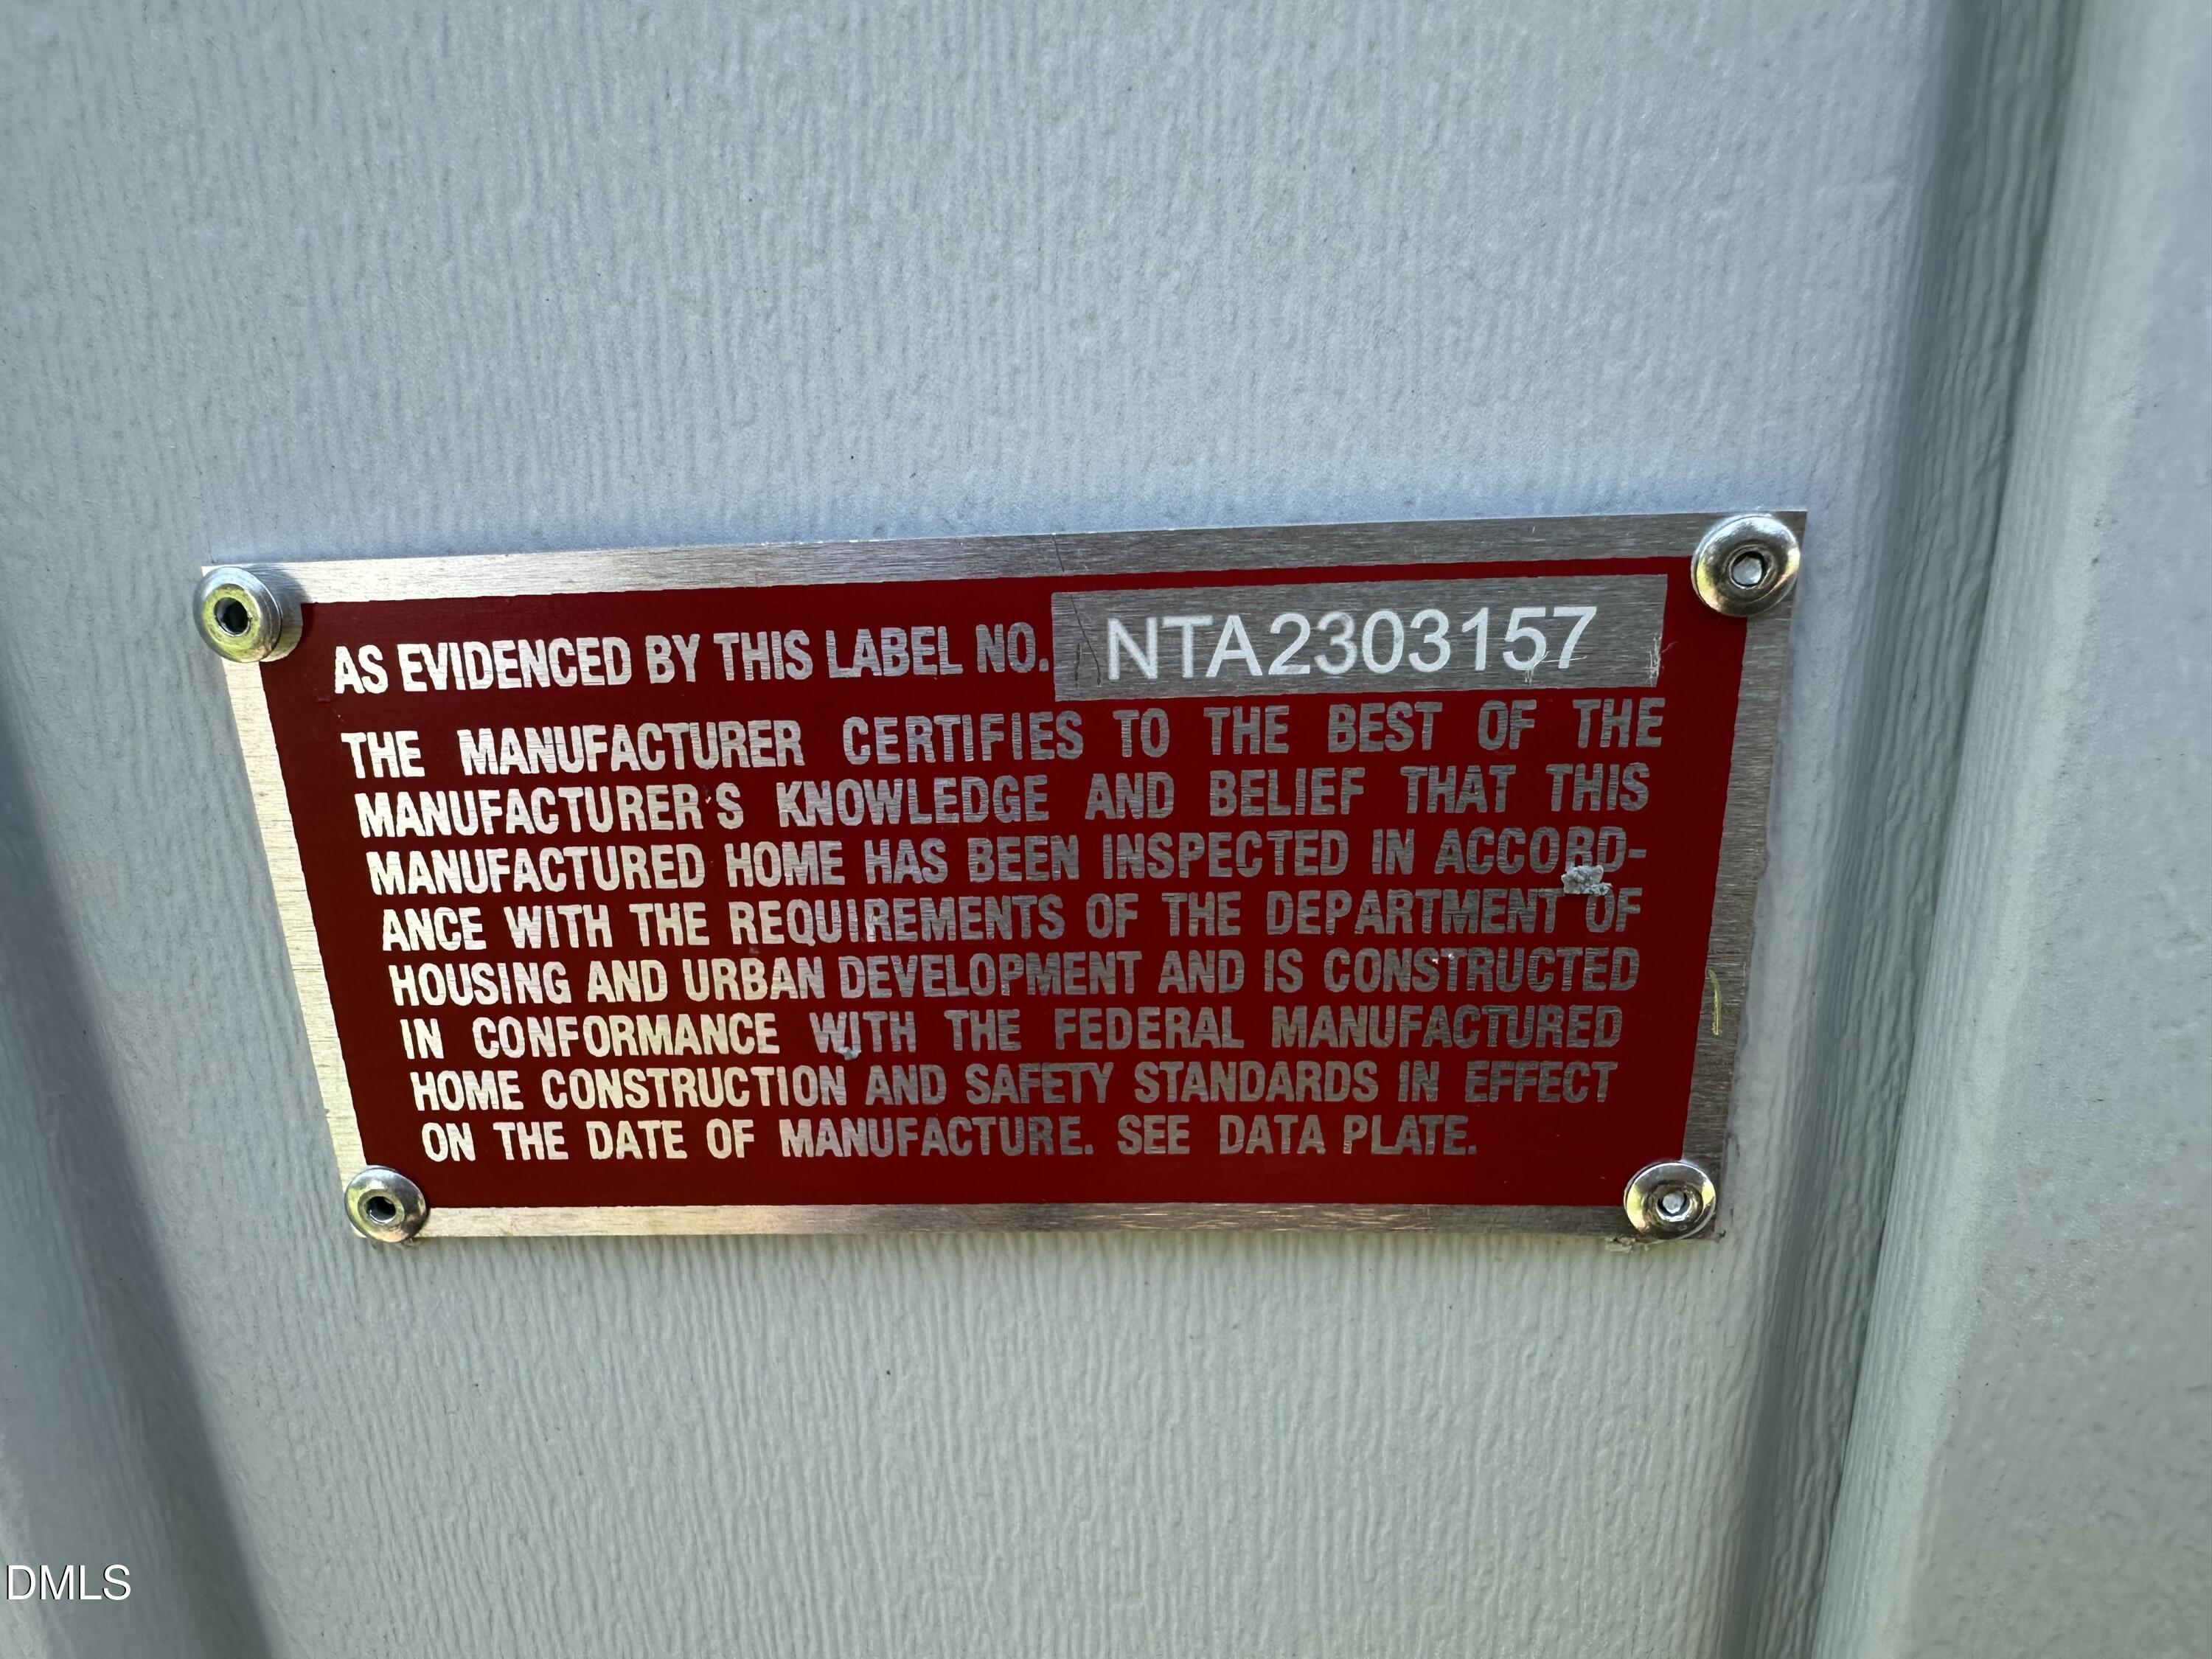 AS EVIDENCED BY THIS LABEL NO. NTA2303157
THE MANUFACTURER CERTIFIES TO THE BEST OF THE
MANUFACTURER'S KNOWLEDGE AND BELIEF THAT THIS
MANUFACTURED HOME HAS BEEN INSPECTED IN ACCORD-
ANCE WITH THE REQUIREMENTS OF THE DEPARTMENT OF
HOUSING AND URBAN DEVELOPMENT AND IS CONSTRUCTED
IN CONFORMANCE WITH THE FEDERAL MANUFACTURED
HOME CONSTRUCTION AND SAFETY STANDARDS IN EFFECT
ON THE DATE OF MANUFACTURE. SEE DATA PLATE.
DMLS